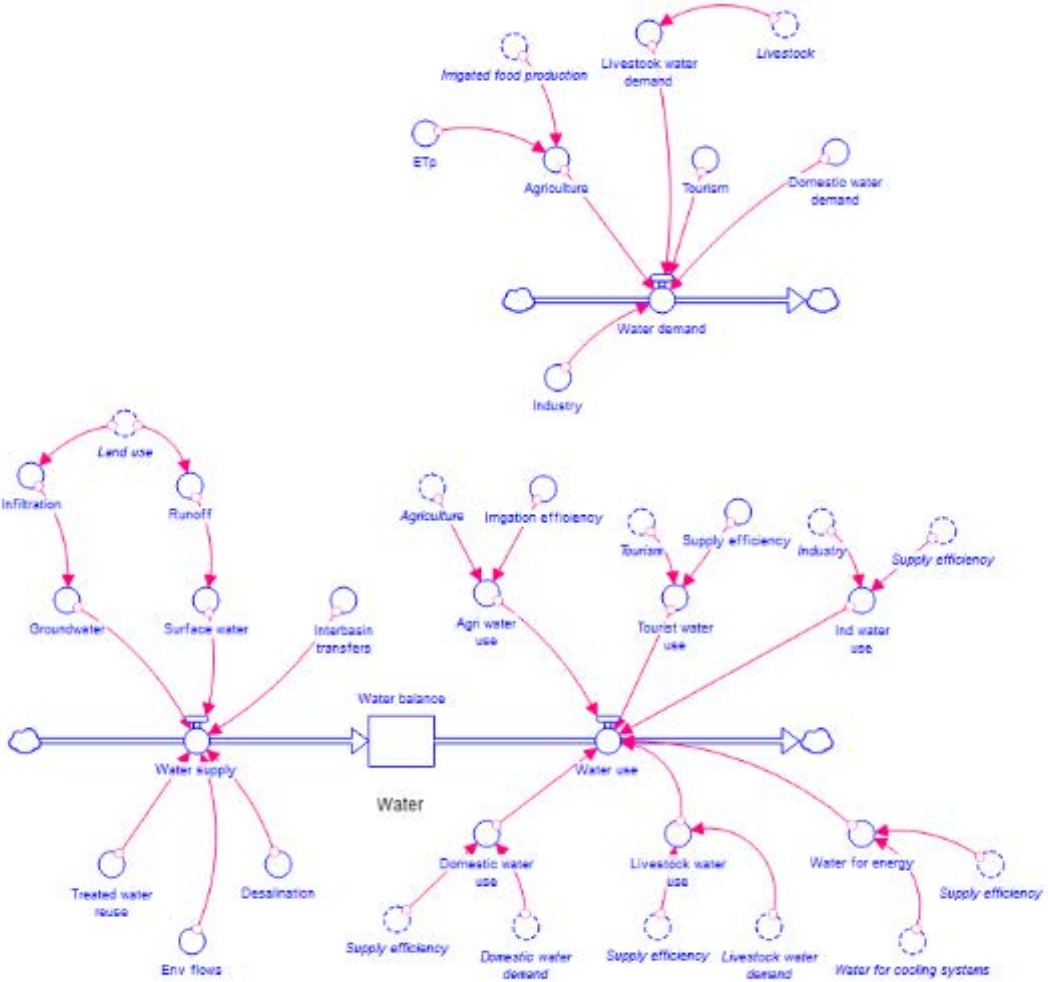 Livestock
Livestock water
demand
Irrigated food production
ETp
Agriculture
Tourism
Domestic water
demand
Water demand
Industry
Land use
Infiltration
Runoff
Groundwater
Surface water
Interbasin
transfers
Agriculture
Irrigation efficiency
Tourism
Supply efficiency
Industry
Supply efficiency
Agri water
use
Tourist water
use
Ind water
use
Water balance
Water supply
Water use
Water
Treated water
reuse
Desalination
Env flows
Domestic water
use
Livestock water
use
Water for energy
Supply efficiency
Domestic water
demand
Supply efficiency
Livestock water
demand
Supply efficiency
Water for cooling systems